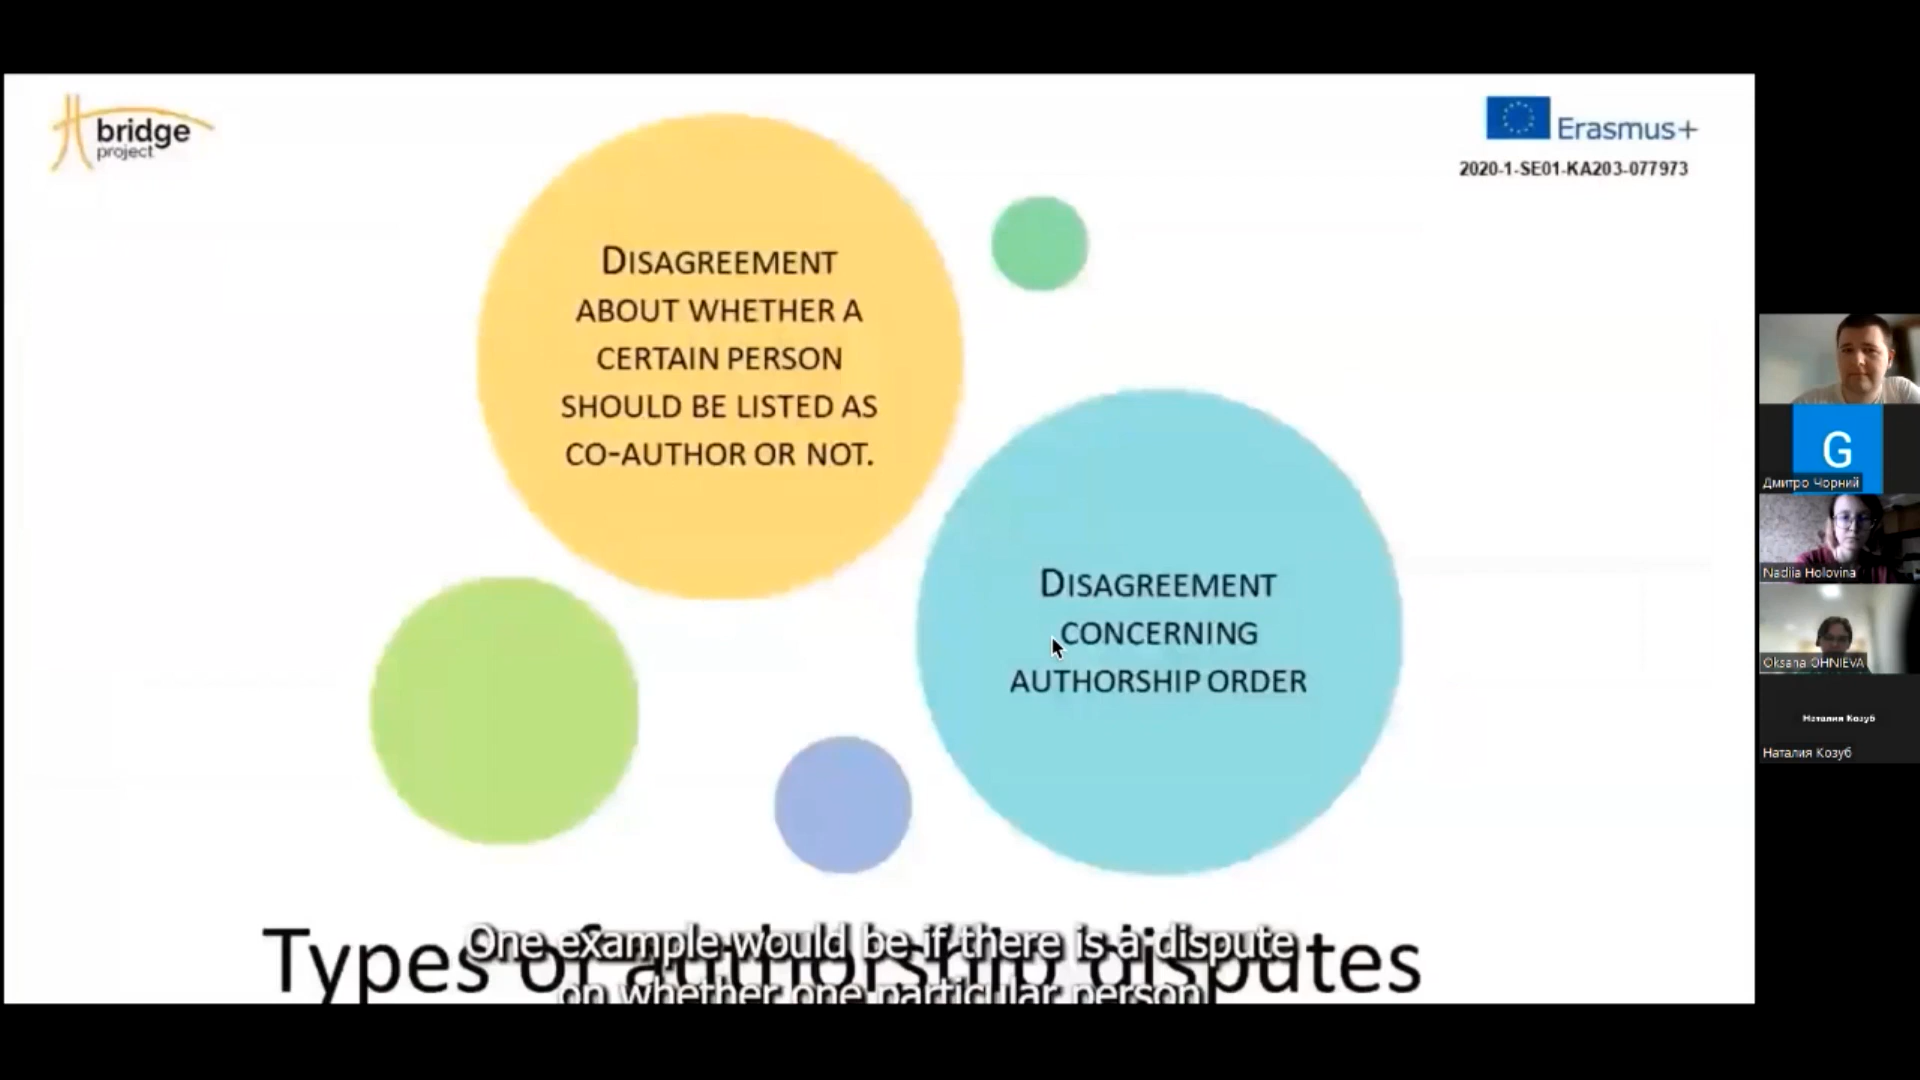 bridge
project
Erasmus+
2020-1-SE01-KA203-077973
DISAGREEMENT
ABOUT WHETHER A
CERTAIN PERSON
SHOULD BE LISTED AS
CO-AUTHOR OR NOT.
DISAGREEMENT
CONCERNING
AUTHORSHIP ORDER
Types of authorship disputes
One example would be if there is a dispute
on whether one particular person
G
Дмитро Чорний
Nadiia Holovina
Oksana OHNIEVA
Наталия Козуб
Наталия Козуб